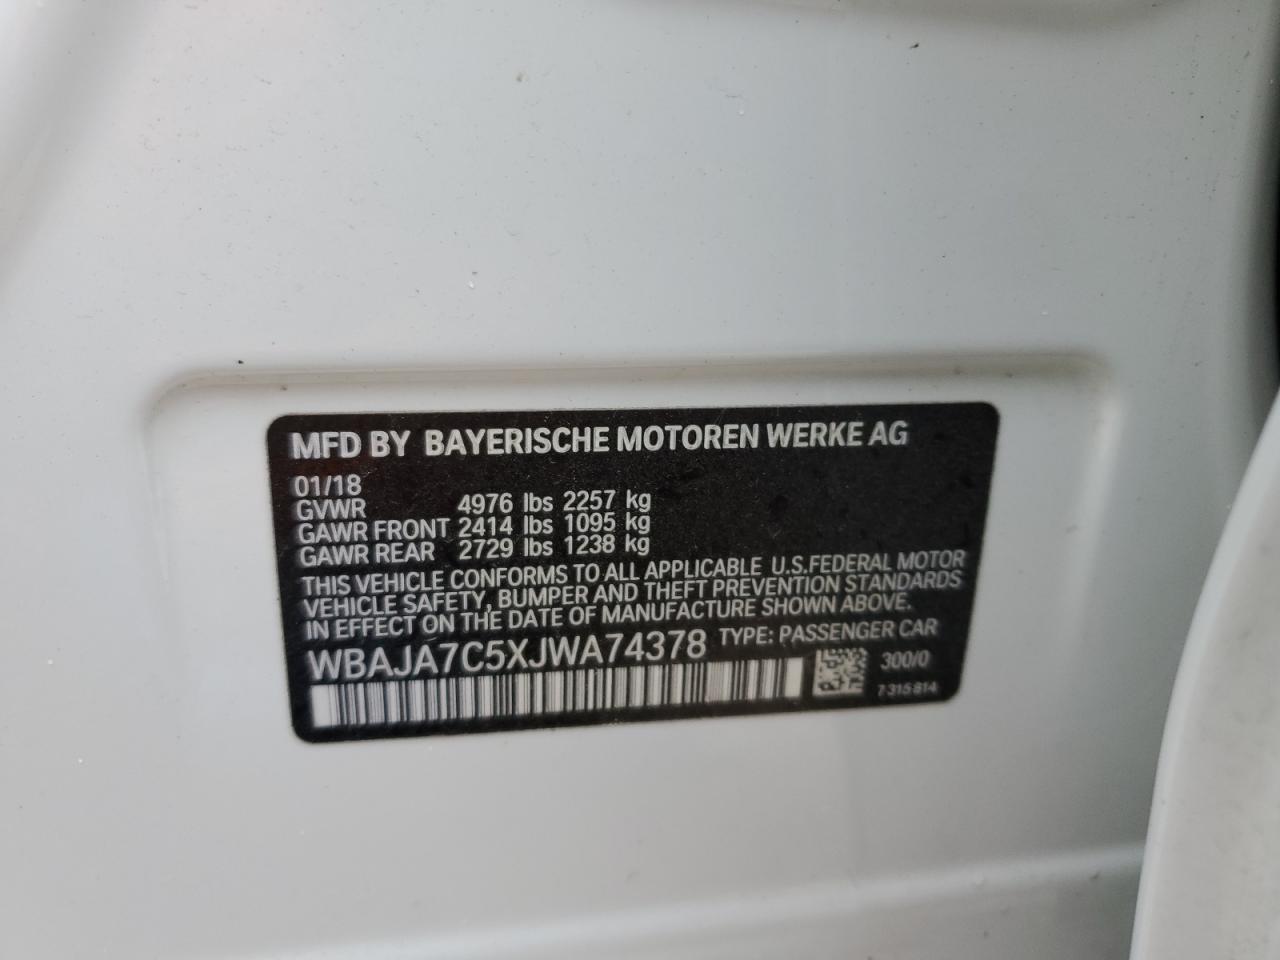 MFD BY BAYERISCHE MOTOREN WERKE AG
01/18
GVWR 4976 lbs 2257 kg
GAWR FRONT 2414 lbs 1095 kg
GAWR REAR 2729 lbs 1238 kg
THIS VEHICLE CONFORMS TO ALL APPLICABLE U.S.FEDERAL MOTOR
VEHICLE SAFETY, BUMPER AND THEFT PREVENTION STANDARDS
IN EFFECT ON THE DATE OF MANUFACTURE SHOWN ABOVE.
WBAJA7C5XJWA74378 TYPE: PASSENGER CAR
300/0
7 315 814